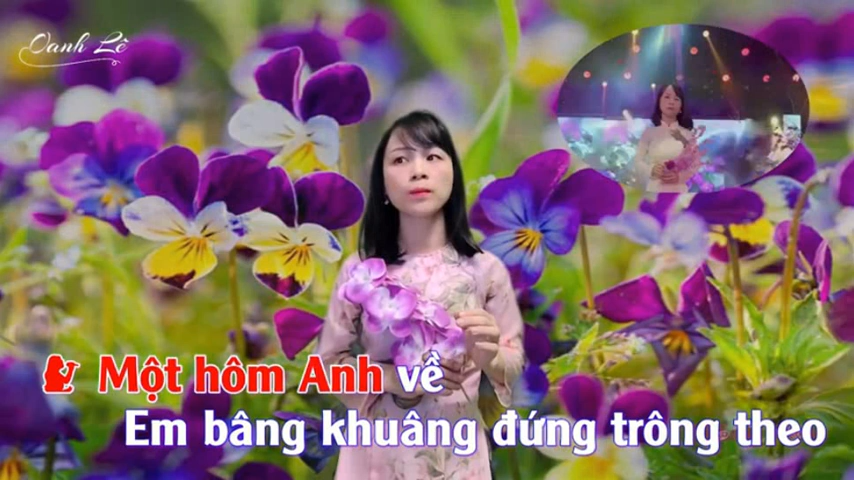 Oanh Lê
Một hôm Anh về
Em bâng khuâng đứng trông theo